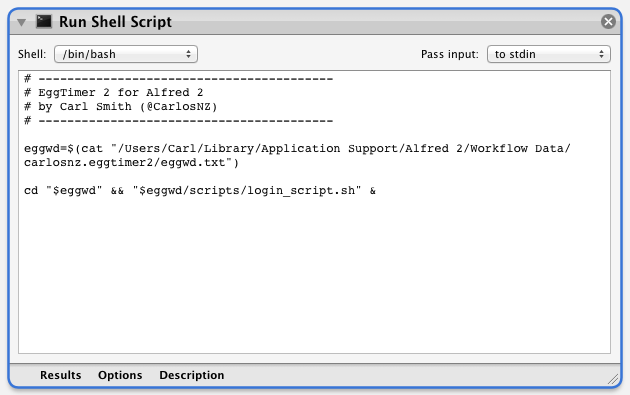 Run Shell Script
Shell: /bin/bash Pass input: to stdin
# -----------------------------------------
# EggTimer 2 for Alfred 2
# by Carl Smith (@CarlosNZ)
# -----------------------------------------
eggwd=$(cat "/Users/Carl/Library/Application Support/Alfred 2/Workflow Data/
carlosnz.eggtimer2/eggwd.txt")
cd "$eggwd" && "$eggwd/scripts/login_script.sh" &
Results Options Description